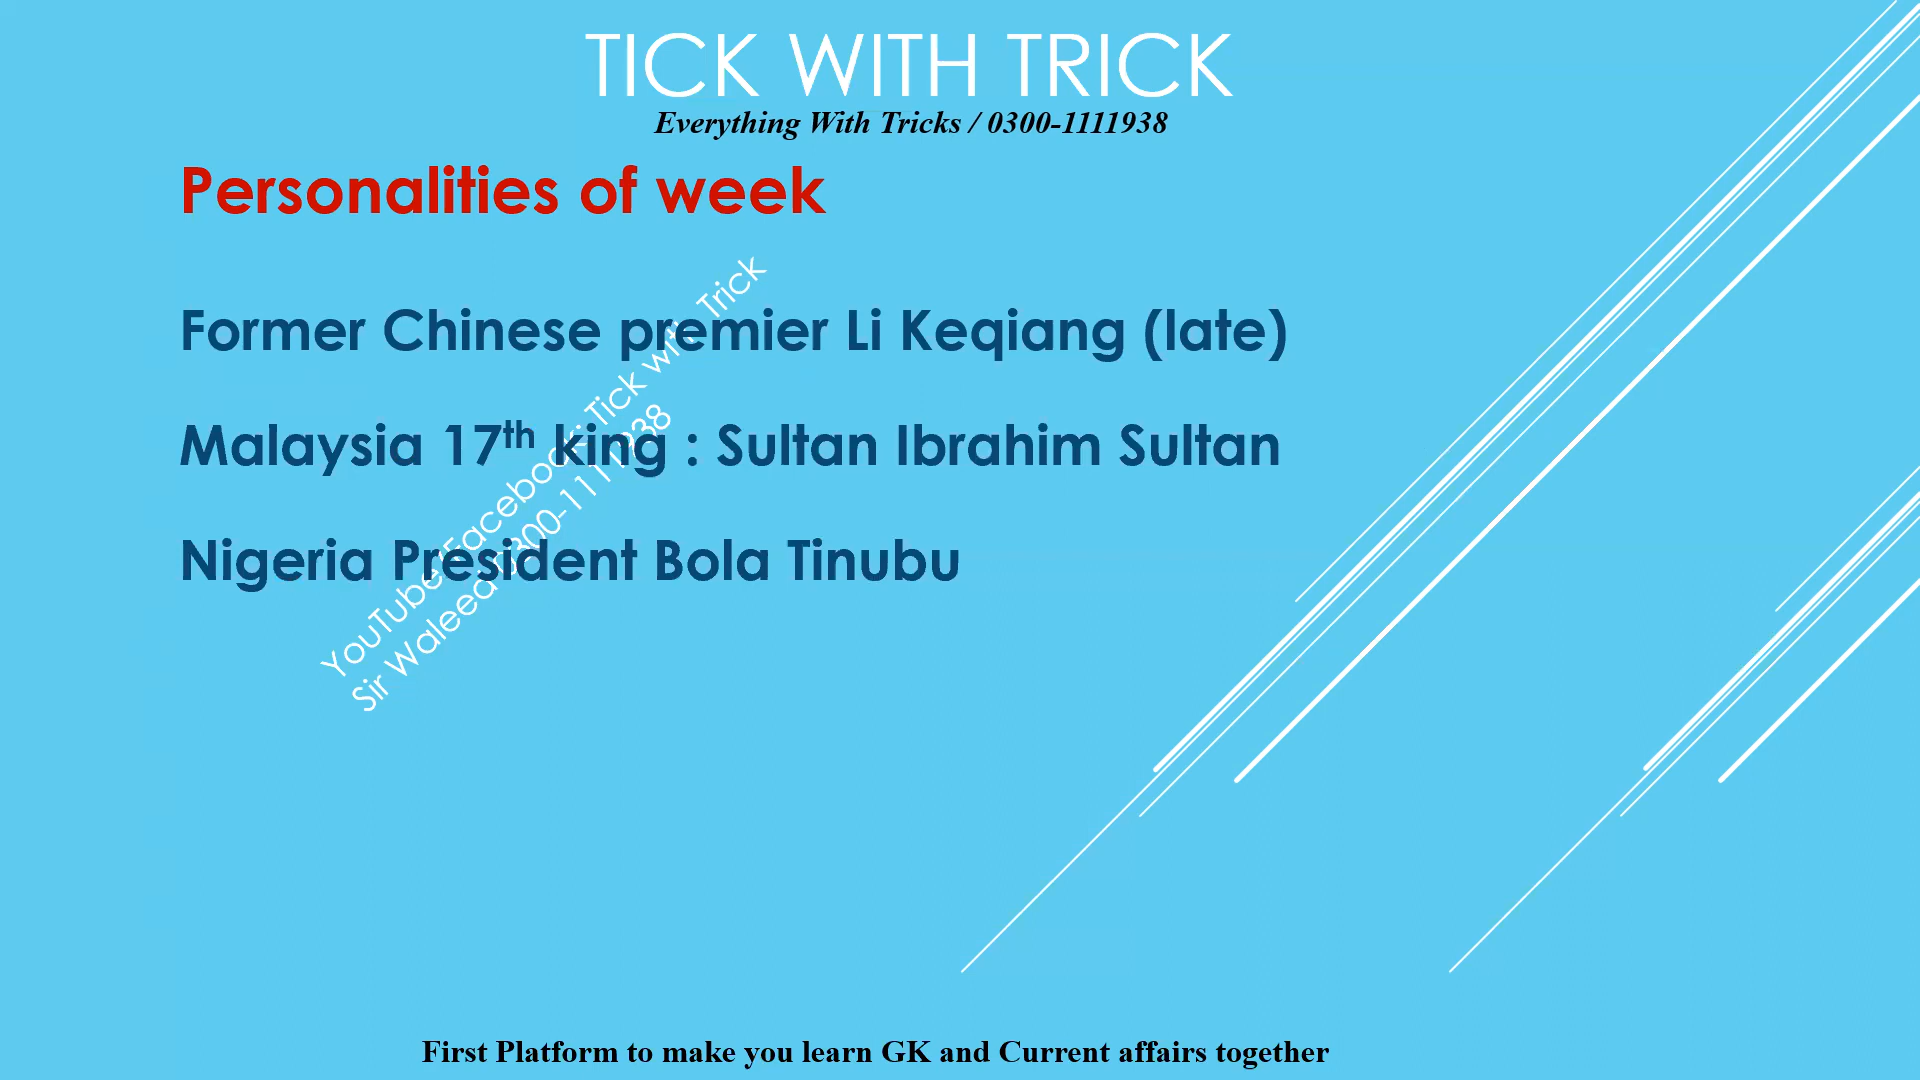 TICK WITH TRICK
Everything With Tricks / 0300-1111938
Personalities of week
Former Chinese premier Li Keqiang (late)
Malaysia 17th king : Sultan Ibrahim Sultan
Nigeria President Bola Tinubu
YouTube/Facebook: Tick with Trick
Sir Waleed 0300-1111938
First Platform to make you learn GK and Current affairs together